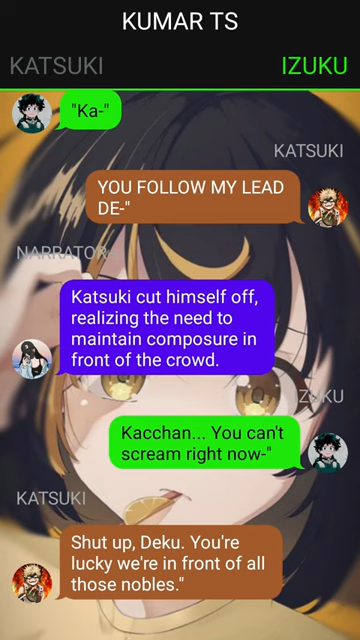 KUMAR TS
KATSUKI
IZUKU
"Ka-"
KATSUKI
YOU FOLLOW MY LEAD
DE-"
NARRATOR
Katsuki cut himself off,
realizing the need to
maintain composure in
front of the crowd.
IZUKU
Kacchan... You can't
scream right now-"
KATSUKI
Shut up, Deku. You're
lucky we're in front of all
those nobles."